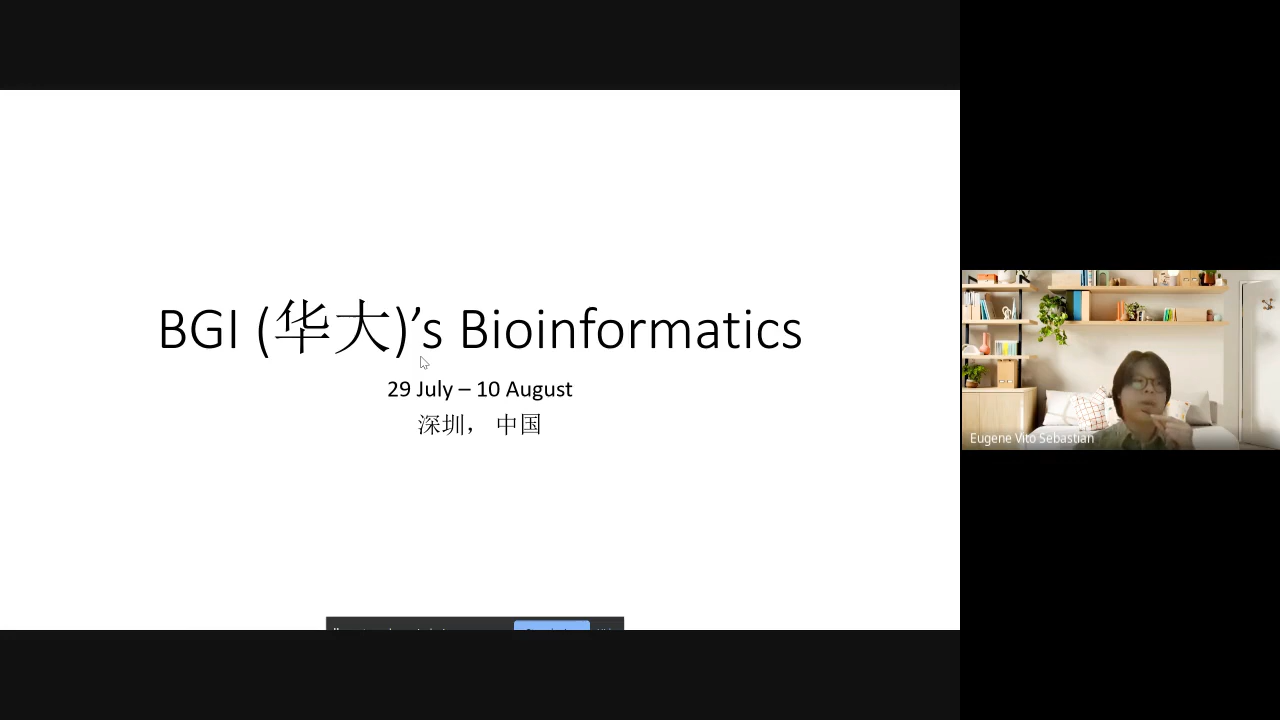 BGI (华大)’s Bioinformatics
29 July – 10 August
深圳， 中国
Eugene Vito Sebastian